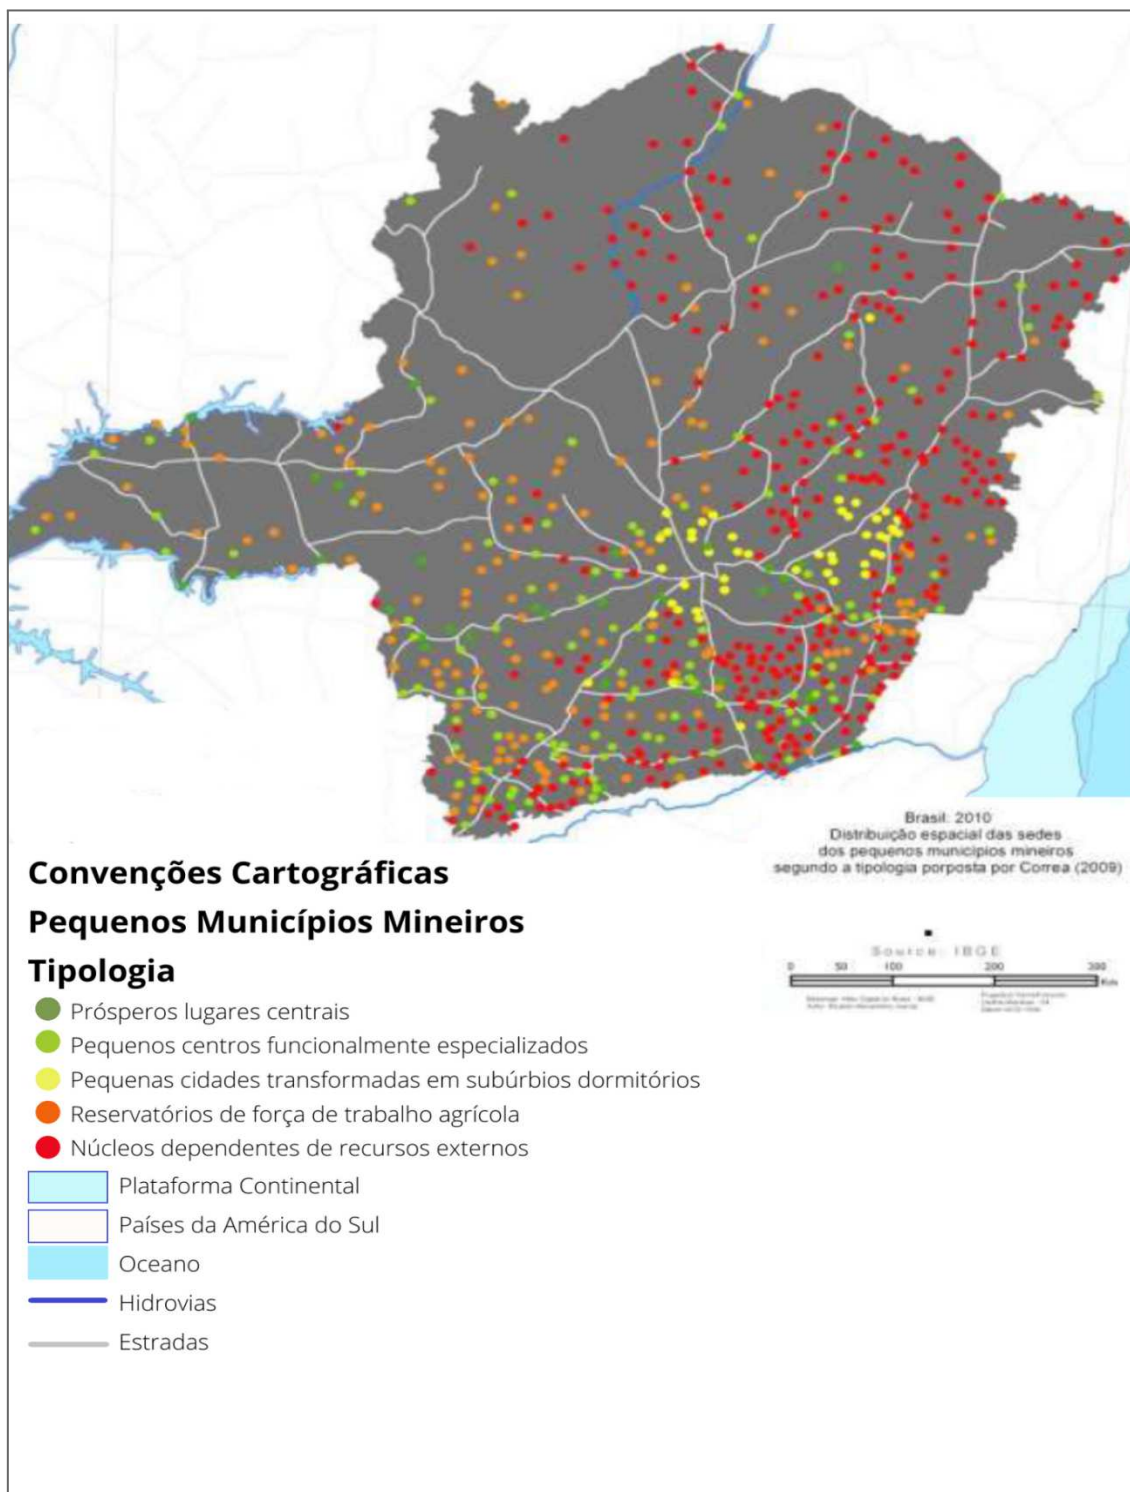 Brasil: 2010
Distribuição espacial das sedes
dos pequenos municípios mineiros
segundo a tipologia porposta por Correa (2009)
Convenções Cartográficas
Pequenos Municípios Mineiros
Tipologia
Prósperos lugares centrais
Pequenos centros funcionalmente especializados
Pequenas cidades transformadas em subúrbios dormitórios
Reservatórios de força de trabalho agrícola
Núcleos dependentes de recursos externos
Plataforma Continental
Países da América do Sul
Oceano
Hidrovias
Estradas
Source: IBGE
0 50 100 200 300
Kms